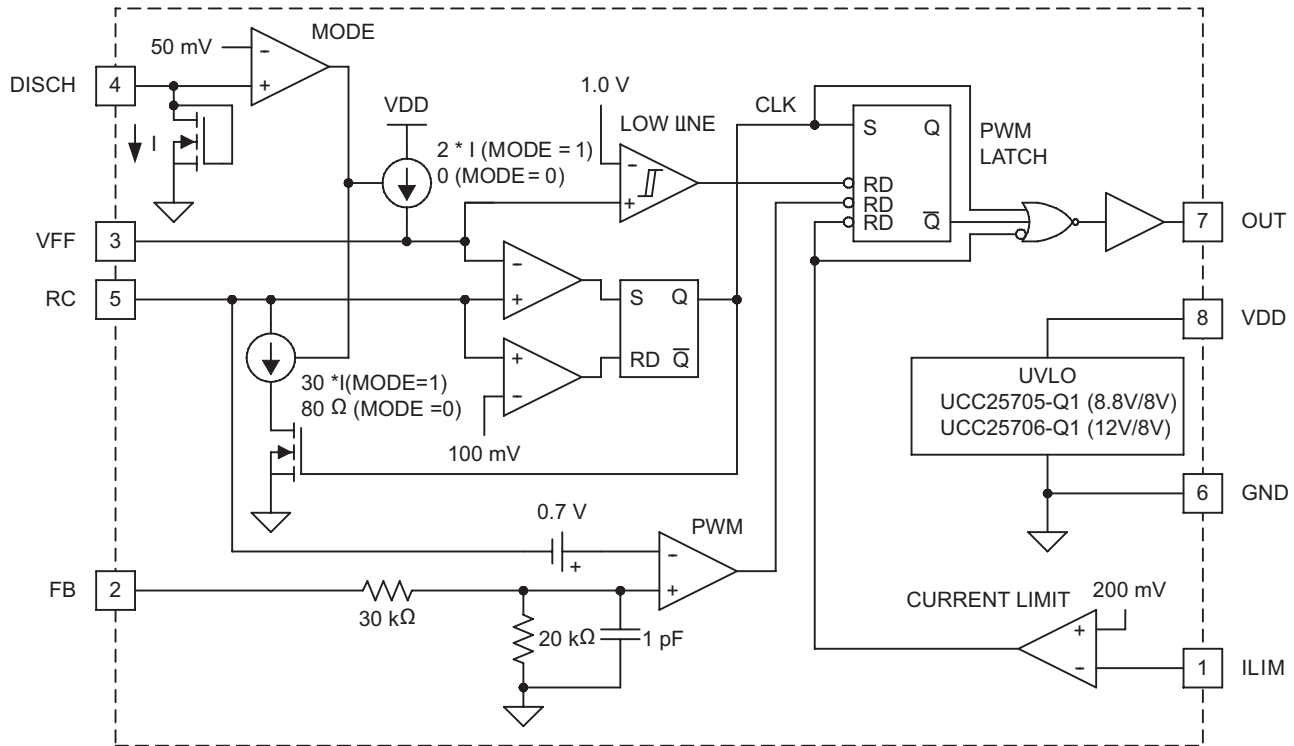 MODE
50 mV
-
+
DISCH
4
I
VDD
2 * I (MODE = 1)
0 (MODE = 0)
1.0 V
LOW LINE
-
+
CLK
S
Q
RD
RD
RD
Q
PWM
LATCH
7
OUT
VFF
3
RC
5
-
+
S
Q
RD
Q
+
-
100 mV
30 *I(MODE=1)
80 Ω (MODE =0)
8
VDD
UVLO
UCC25705-Q1 (8.8V/8V)
UCC25706-Q1 (12V/8V)
6
GND
0.7 V
+
PWM
-
+
FB
2
30 kΩ
20 kΩ
1 pF
CURRENT LIMIT
200 mV
+
-
1
ILIM